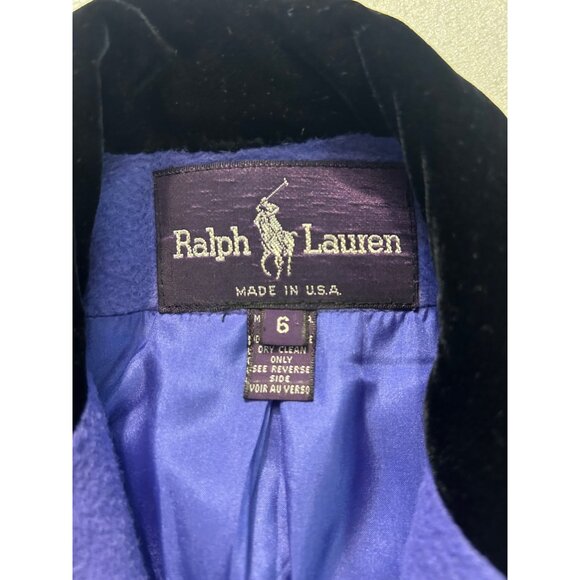 Ralph Lauren
MADE IN U.S.A.
6
DRY CLEAN
ONLY
SEE REVERSE
SIDE
VOIR AU VERSO